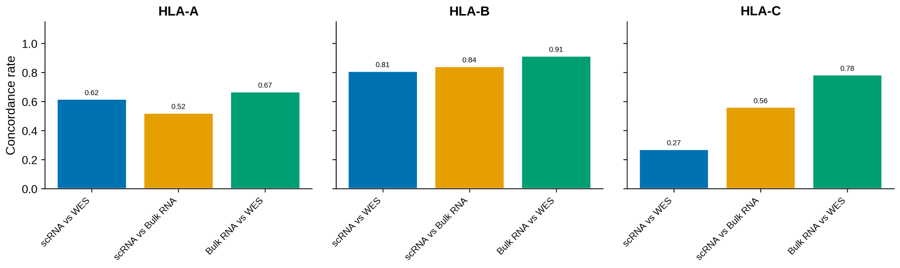 HLA-A
HLA-B
HLA-C
Concordance rate
1.0
0.8
0.6
0.4
0.2
0.0
0.62
0.52
0.67
0.81
0.84
0.91
0.27
0.56
0.78
scRNA vs WES
scRNA vs Bulk RNA
Bulk RNA vs WES
scRNA vs WES
scRNA vs Bulk RNA
Bulk RNA vs WES
scRNA vs WES
scRNA vs Bulk RNA
Bulk RNA vs WES